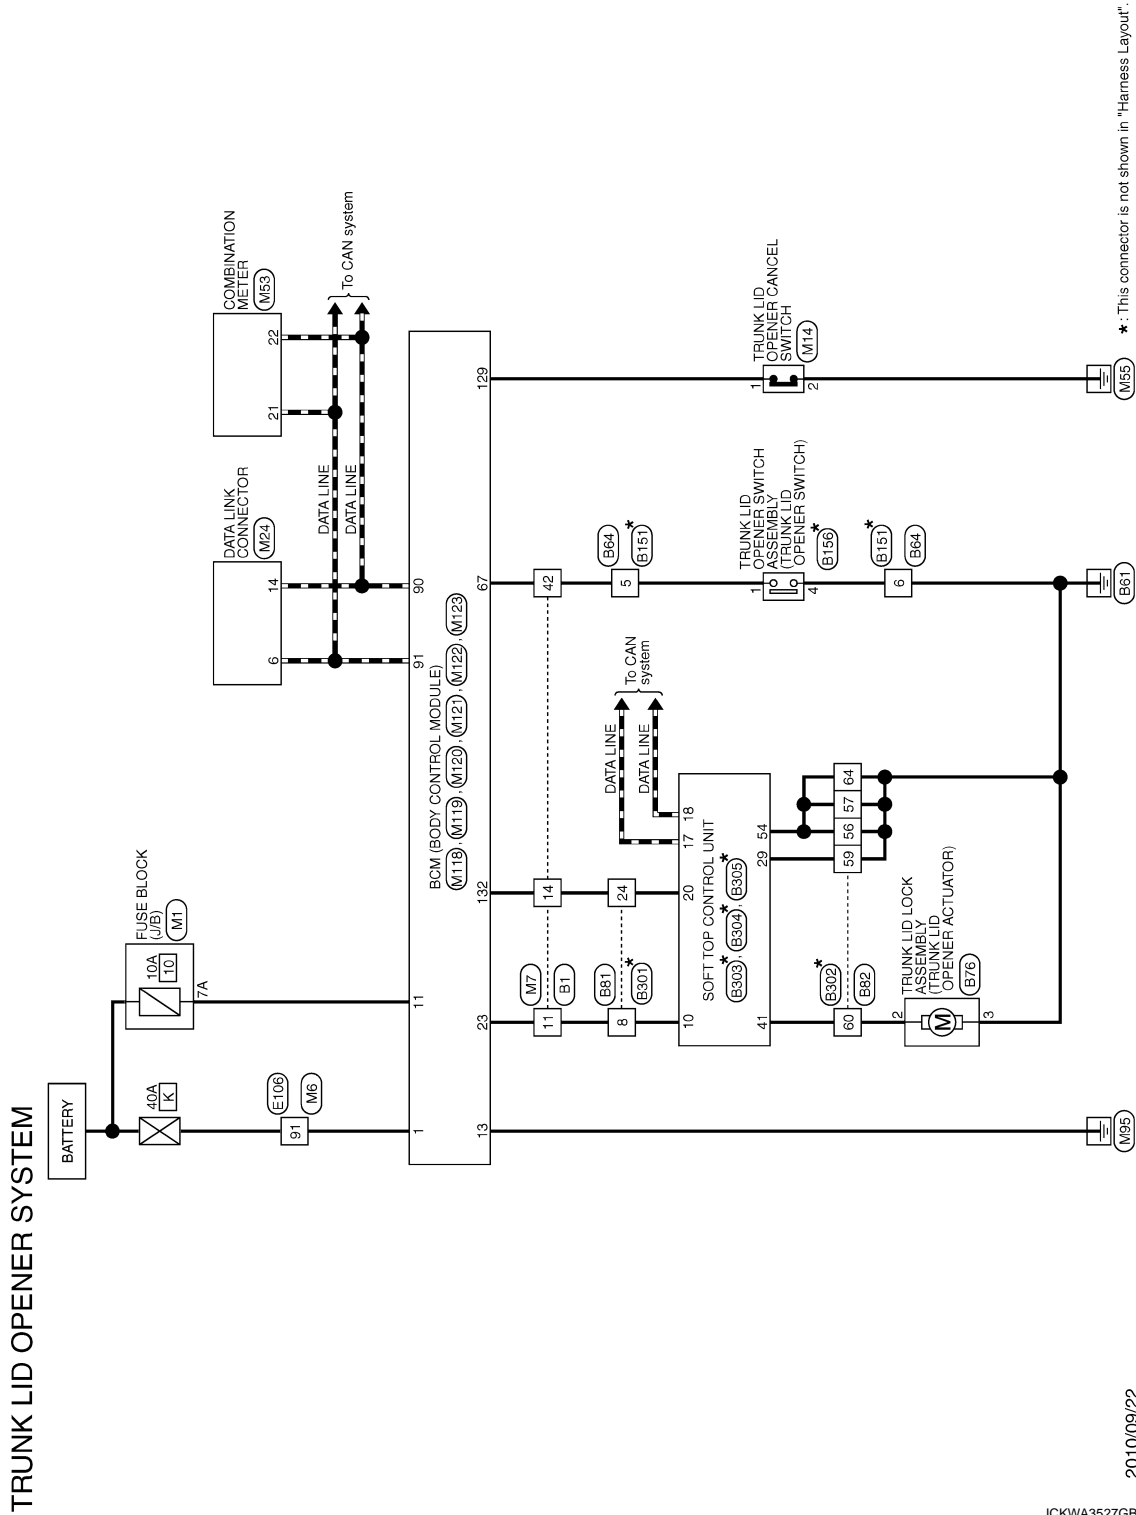 TRUNK LID OPENER SYSTEM
BATTERY
40A
K
E106
M6
91
FUSE BLOCK
(J/B)
M1
10A
10
7A
DATA LINK
CONNECTOR
M24
6
14
COMBINATION
METER
M53
21
22
DATA LINE
DATA LINE
To CAN system
1
11
91
90
BCM (BODY CONTROL MODULE)
M118 , M119 , M120 , M121 , M122 , M123
13
23
132
67
129
M7
B1
11
14
42
B81
B301 *
8
24
B64
B151 *
5
DATA LINE
DATA LINE
To CAN
system
10
20
17
18
SOFT TOP CONTROL UNIT
B303 * , B304 * , B305 *
41
29
54
B302 *
B82
60
59
56
57
64
TRUNK LID LOCK
ASSEMBLY
(TRUNK LID
OPENER ACTUATOR)
B76
2
M
3
TRUNK LID
OPENER SWITCH
ASSEMBLY
(TRUNK LID
OPENER SWITCH)
B156 *
1
4
B151 *
B64
6
TRUNK LID
OPENER CANCEL
SWITCH
M14
1
2
M95
B61
M55
* : This connector is not shown in "Harness Layout".
2010/09/22
JCKWA3527GB